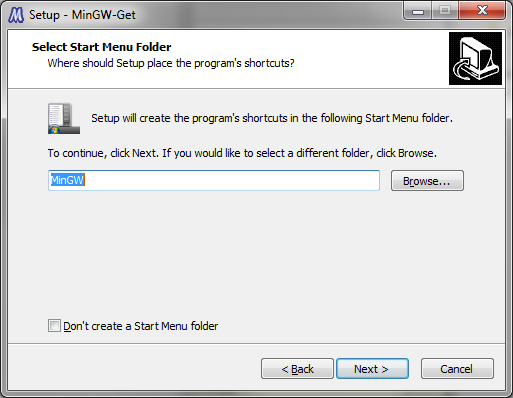 Setup - MinGW-Get
Select Start Menu Folder
Where should Setup place the program's shortcuts?
Setup will create the program's shortcuts in the following Start Menu folder.
To continue, click Next. If you would like to select a different folder, click Browse.
MinGW
Browse...
Don't create a Start Menu folder
< Back
Next >
Cancel